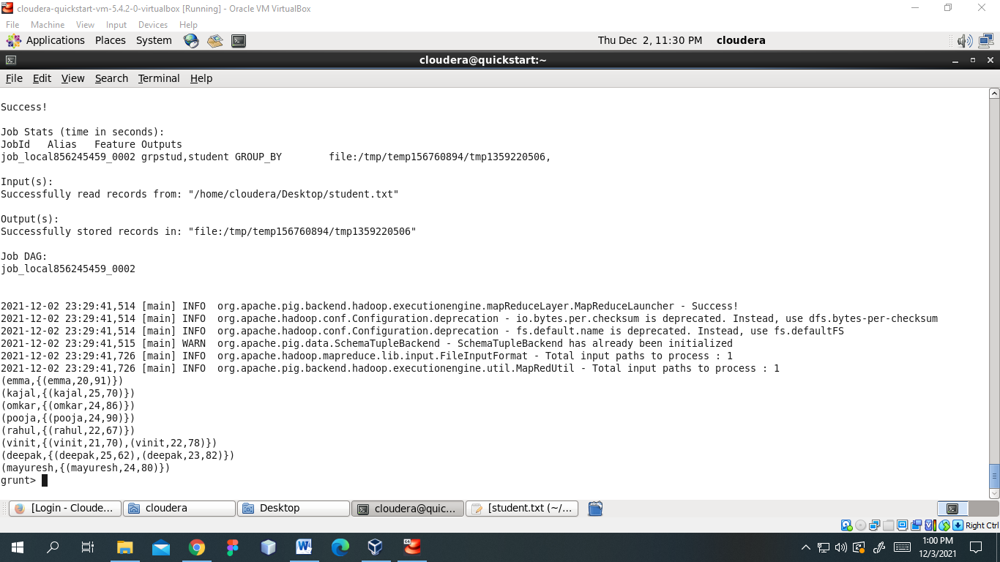 cloudera-quickstart-vm-5.4.2-0-virtualbox [Running] - Oracle VM VirtualBox
File Machine View Input Devices Help
Applications Places System Thu Dec 2, 11:30 PM cloudera
cloudera@quickstart:~
File Edit View Search Terminal Help
Success!
Job Stats (time in seconds):
JobId Alias Feature Outputs
job_local856245459_0002 grpstud,student GROUP_BY file:/tmp/temp156760894/tmp1359220506,
Input(s):
Successfully read records from: "/home/cloudera/Desktop/student.txt"
Output(s):
Successfully stored records in: "file:/tmp/temp156760894/tmp1359220506"
Job DAG:
job_local856245459_0002
2021-12-02 23:29:41,514 [main] INFO org.apache.pig.backend.hadoop.executionengine.mapReduceLayer.MapReduceLauncher - Success!
2021-12-02 23:29:41,514 [main] INFO org.apache.hadoop.conf.Configuration.deprecation - io.bytes.per.checksum is deprecated. Instead, use dfs.bytes-per-checksum
2021-12-02 23:29:41,514 [main] INFO org.apache.hadoop.conf.Configuration.deprecation - fs.default.name is deprecated. Instead, use fs.defaultFS
2021-12-02 23:29:41,515 [main] WARN org.apache.pig.data.SchemaTupleBackend - SchemaTupleBackend has already been initialized
2021-12-02 23:29:41,726 [main] INFO org.apache.hadoop.mapreduce.lib.input.FileInputFormat - Total input paths to process : 1
2021-12-02 23:29:41,726 [main] INFO org.apache.pig.backend.hadoop.executionengine.util.MapRedUtil - Total input paths to process : 1
(emma,{(emma,20,91)})
(kajal,{(kajal,25,70)})
(omkar,{(omkar,24,86)})
(pooja,{(pooja,24,90)})
(rahul,{(rahul,22,67)})
(vinit,{(vinit,21,70),(vinit,22,78)})
(deepak,{(deepak,25,62),(deepak,23,82)})
(mayuresh,{(mayuresh,24,80)})
grunt>
[Login - Cloude... cloudera Desktop cloudera@quic... [student.txt (~/...
Right Ctrl
1:00 PM
12/3/2021